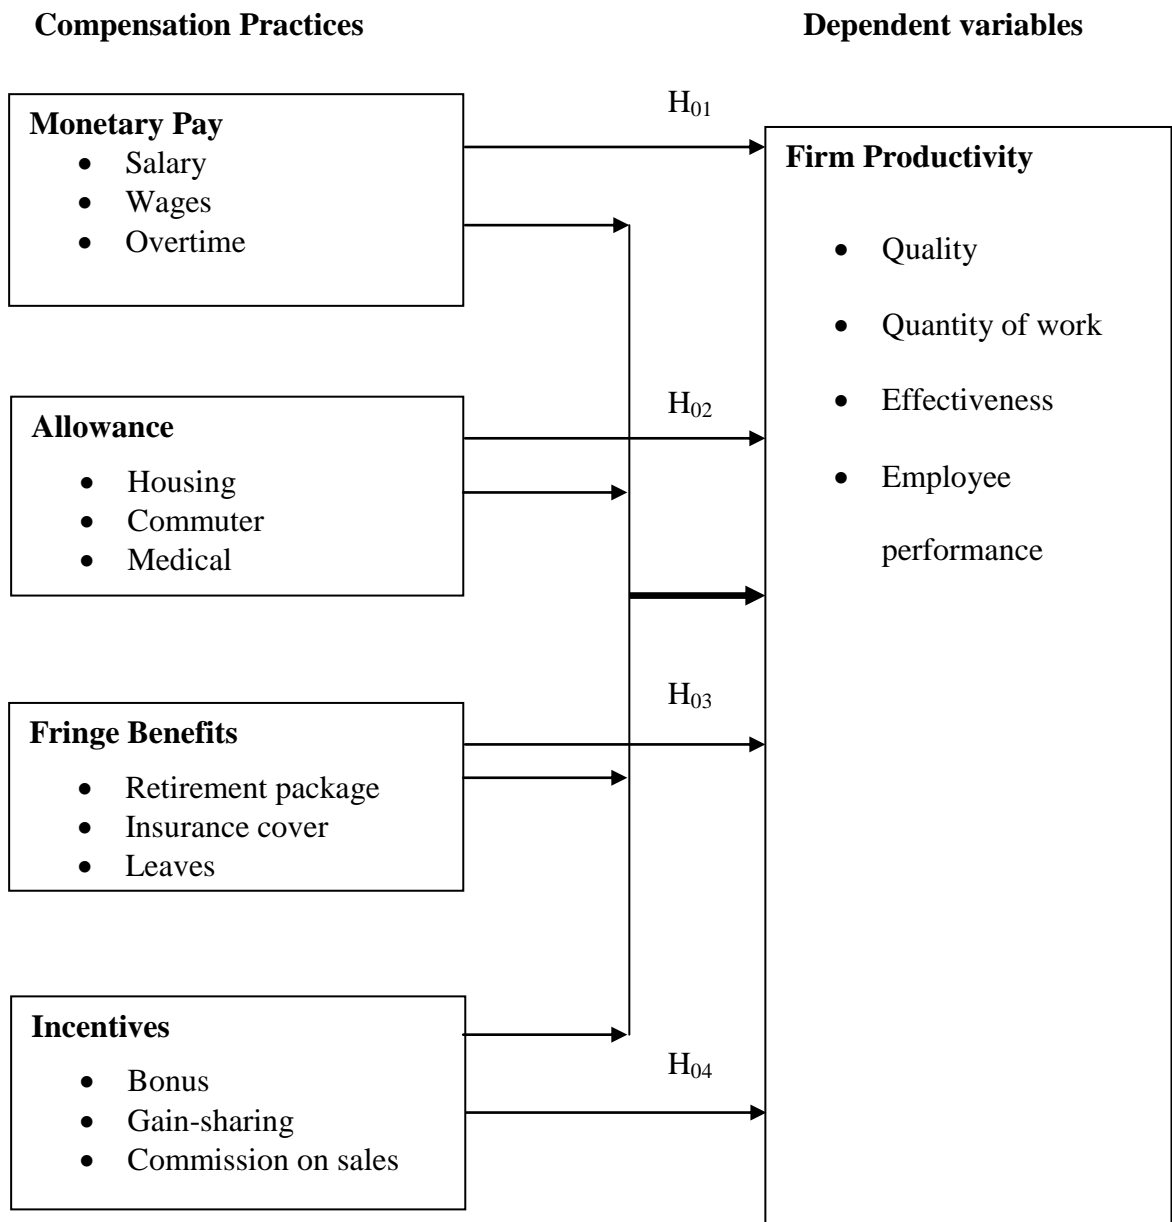 Compensation Practices
Dependent variables
Monetary Pay
• Salary
• Wages
• Overtime
H01
Firm Productivity
• Quality
• Quantity of work
• Effectiveness
• Employee
performance
Allowance
• Housing
• Commuter
• Medical
H02
Fringe Benefits
• Retirement package
• Insurance cover
• Leaves
H03
Incentives
• Bonus
• Gain-sharing
• Commission on sales
H04